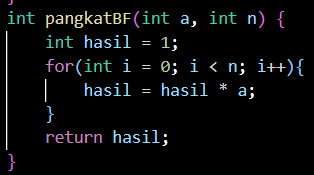 int pangkatBF(int a, int n) {
    int hasil = 1;
    for(int i = 0; i < n; i++){
        hasil = hasil * a;
    }
    return hasil;
}